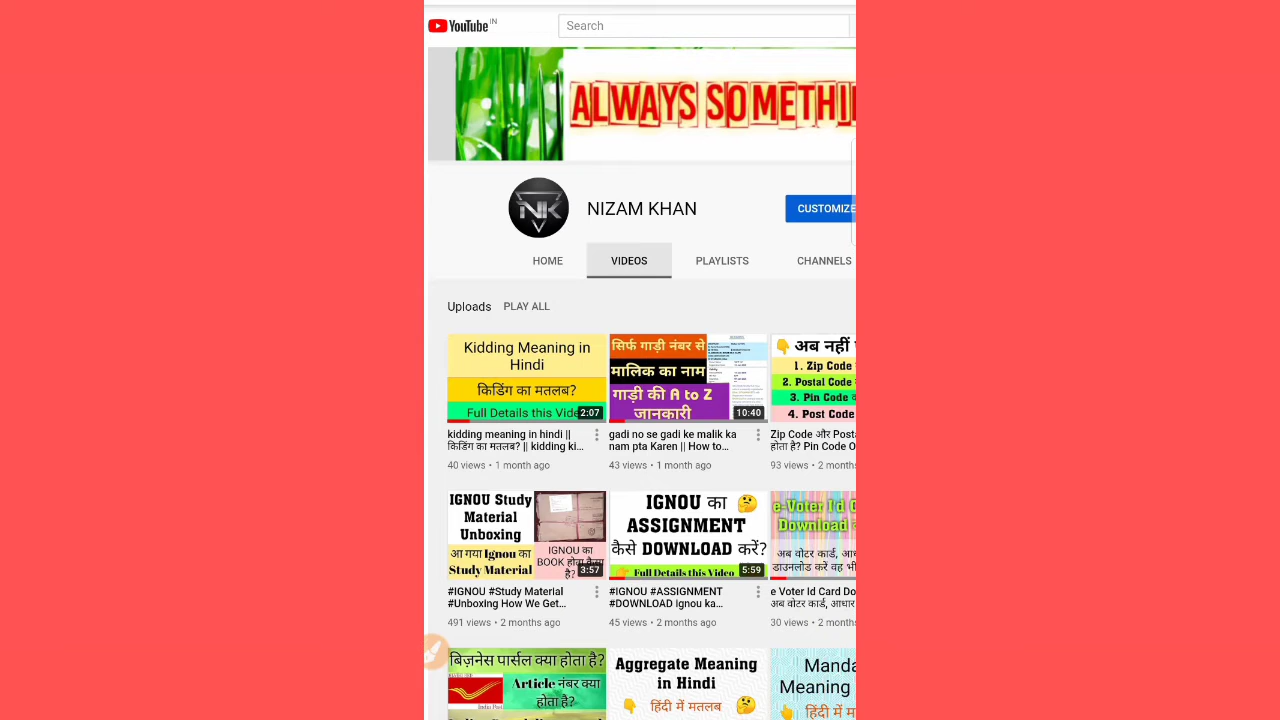 YouTube IN
Search
ALWAYS SOMETHIN
NK
NIZAM KHAN
CUSTOMIZE
HOME
VIDEOS
PLAYLISTS
CHANNELS
Uploads
PLAY ALL
Kidding Meaning in
Hindi
किडिंग का मतलब?
Full Details this Vide
2:07
kidding meaning in hindi ||
किडिंग का मतलब? || kidding ki...
40 views • 1 month ago
सिर्फ गाड़ी नंबर से
मालिक का नाम
गाड़ी की A to Z
जानकारी
10:40
gadi no se gadi ke malik ka
nam pta Karen || How to...
43 views • 1 month ago
अब नहीं
1. Zip Code
2. Postal Code
3. Pin Code
4. Post Code
Zip Code और Posta
होता है? Pin Code O
93 views • 2 months
IGNOU Study
Material
Unboxing
आ गया Ignou का
Study Material
IGNOU का
BOOK होता कैसा
है?
3:57
#IGNOU #Study Material
#Unboxing How We Get...
491 views • 2 months ago
IGNOU का
ASSIGNMENT
कैसे DOWNLOAD करें?
Full Details this Video
5:59
#IGNOU #ASSIGNMENT
#DOWNLOAD ignou ka...
45 views • 2 months ago
e-Voter Id C
Download
अब वोटर कार्ड, आधा
डाउनलोड करें वह भी
e Voter Id Card Do
अब वोटर कार्ड, आधार
30 views • 2 months
बिज़नेस पार्सल क्या होता है?
Article नंबर क्या
होता है?
India Post
Aggregate Meaning
in Hindi
हिंदी में मतलब
Manda
Meaning
हिंदी में म